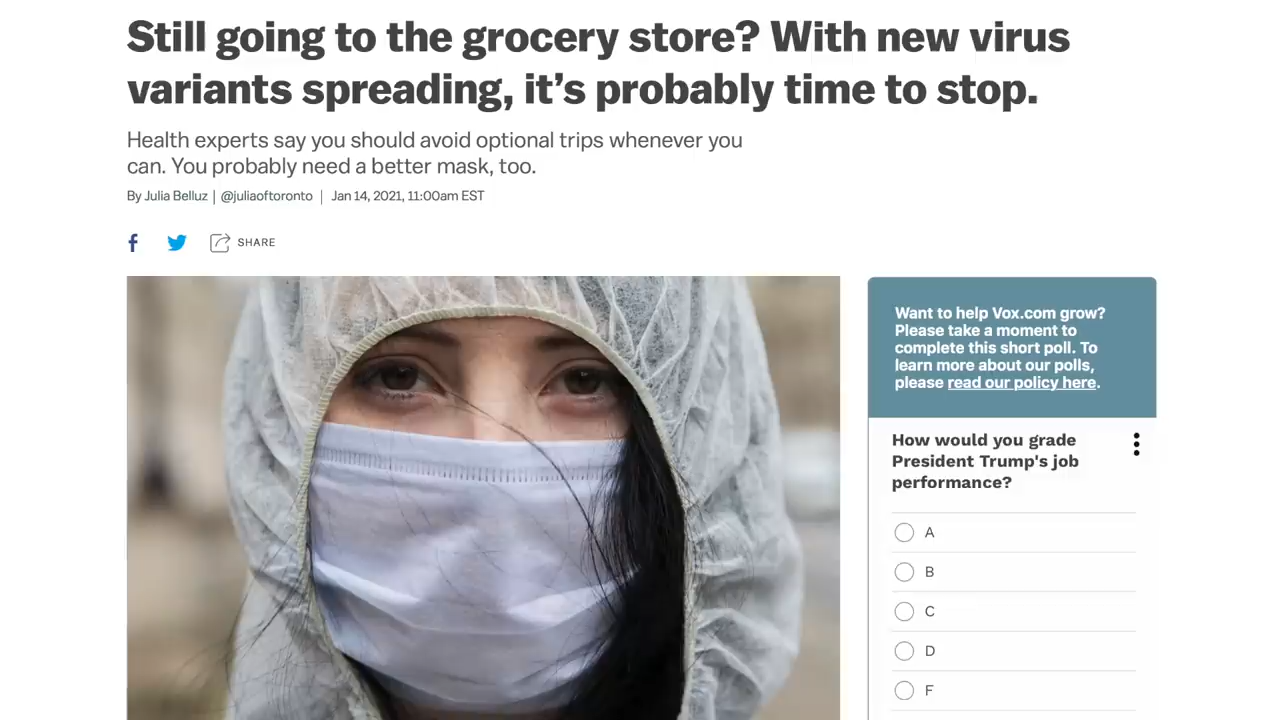 Still going to the grocery store? With new virus
variants spreading, it’s probably time to stop.
Health experts say you should avoid optional trips whenever you
can. You probably need a better mask, too.
By Julia Belluz | @juliaoftoronto | Jan 14, 2021, 11:00am EST
SHARE
Want to help Vox.com grow?
Please take a moment to
complete this short poll. To
learn more about our polls,
please read our policy here.
How would you grade
President Trump's job
performance?
A
B
C
D
F